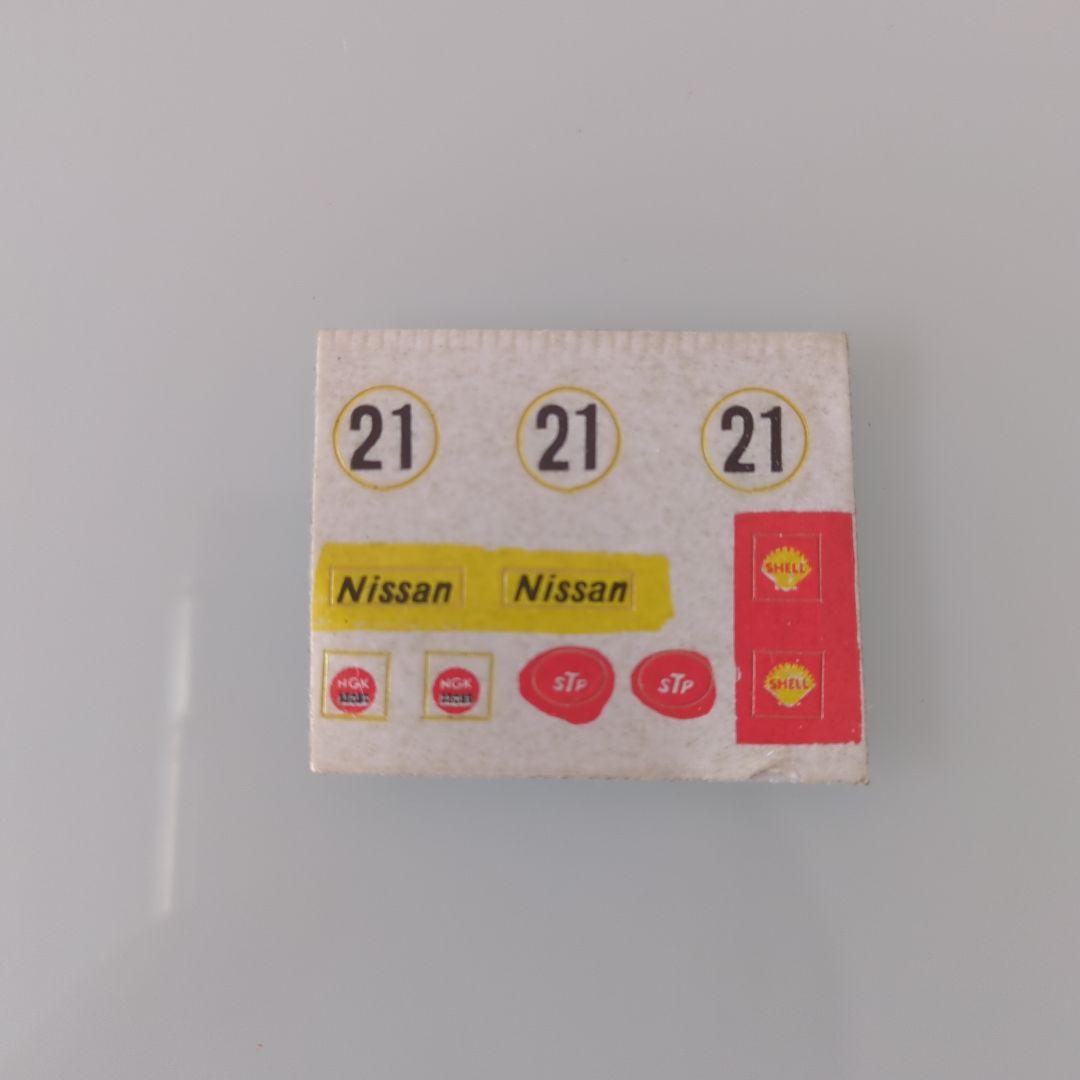 21 21 21
Nissan Nissan
SHELL
NGK NGK STP STP
SHELL